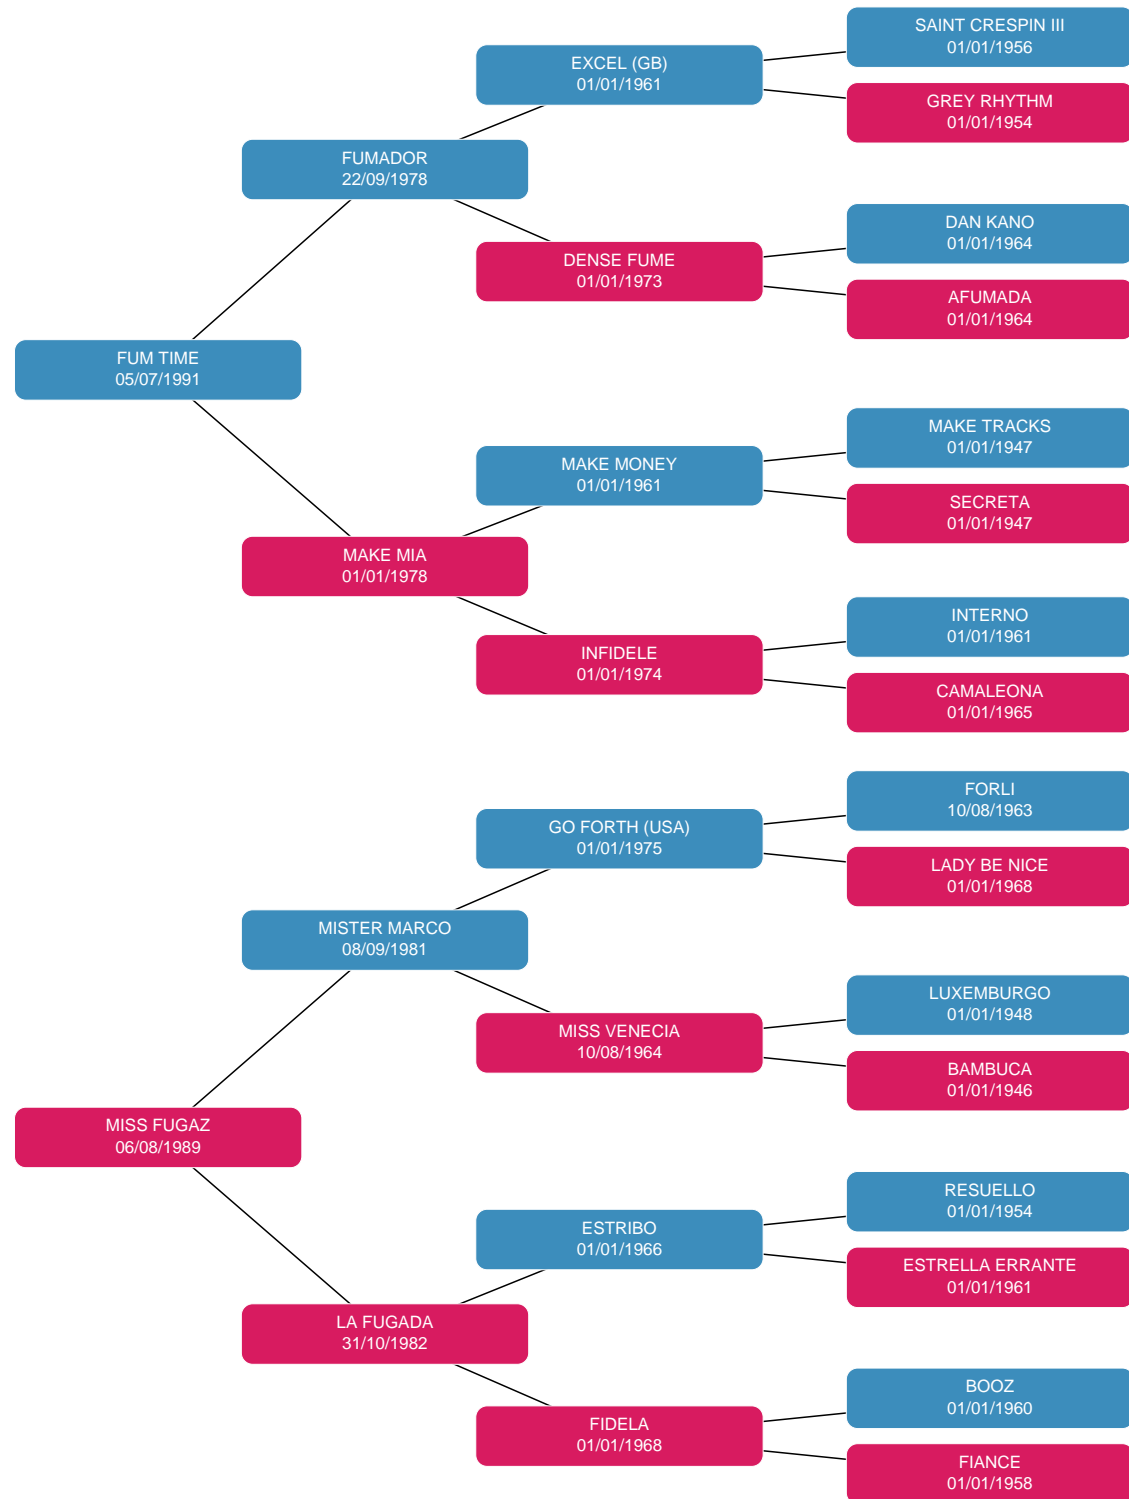 SAINT CRESPIN III
01/01/1956
EXCEL (GB)
01/01/1961
GREY RHYTHM
01/01/1954
FUMADOR
22/09/1978
DAN KANO
01/01/1964
DENSE FUME
01/01/1973
AFUMADA
01/01/1964
FUM TIME
05/07/1991
MAKE TRACKS
01/01/1947
MAKE MONEY
01/01/1961
SECRETA
01/01/1947
MAKE MIA
01/01/1978
INTERNO
01/01/1961
INFIDELE
01/01/1974
CAMALEONA
01/01/1965
FORLI
10/08/1963
GO FORTH (USA)
01/01/1975
LADY BE NICE
01/01/1968
MISTER MARCO
08/09/1981
LUXEMBURGO
01/01/1948
MISS VENECIA
10/08/1964
BAMBUCA
01/01/1946
MISS FUGAZ
06/08/1989
RESUELLO
01/01/1954
ESTRIBO
01/01/1966
ESTRELLA ERRANTE
01/01/1961
LA FUGADA
31/10/1982
BOOZ
01/01/1960
FIDELA
01/01/1968
FIANCE
01/01/1958